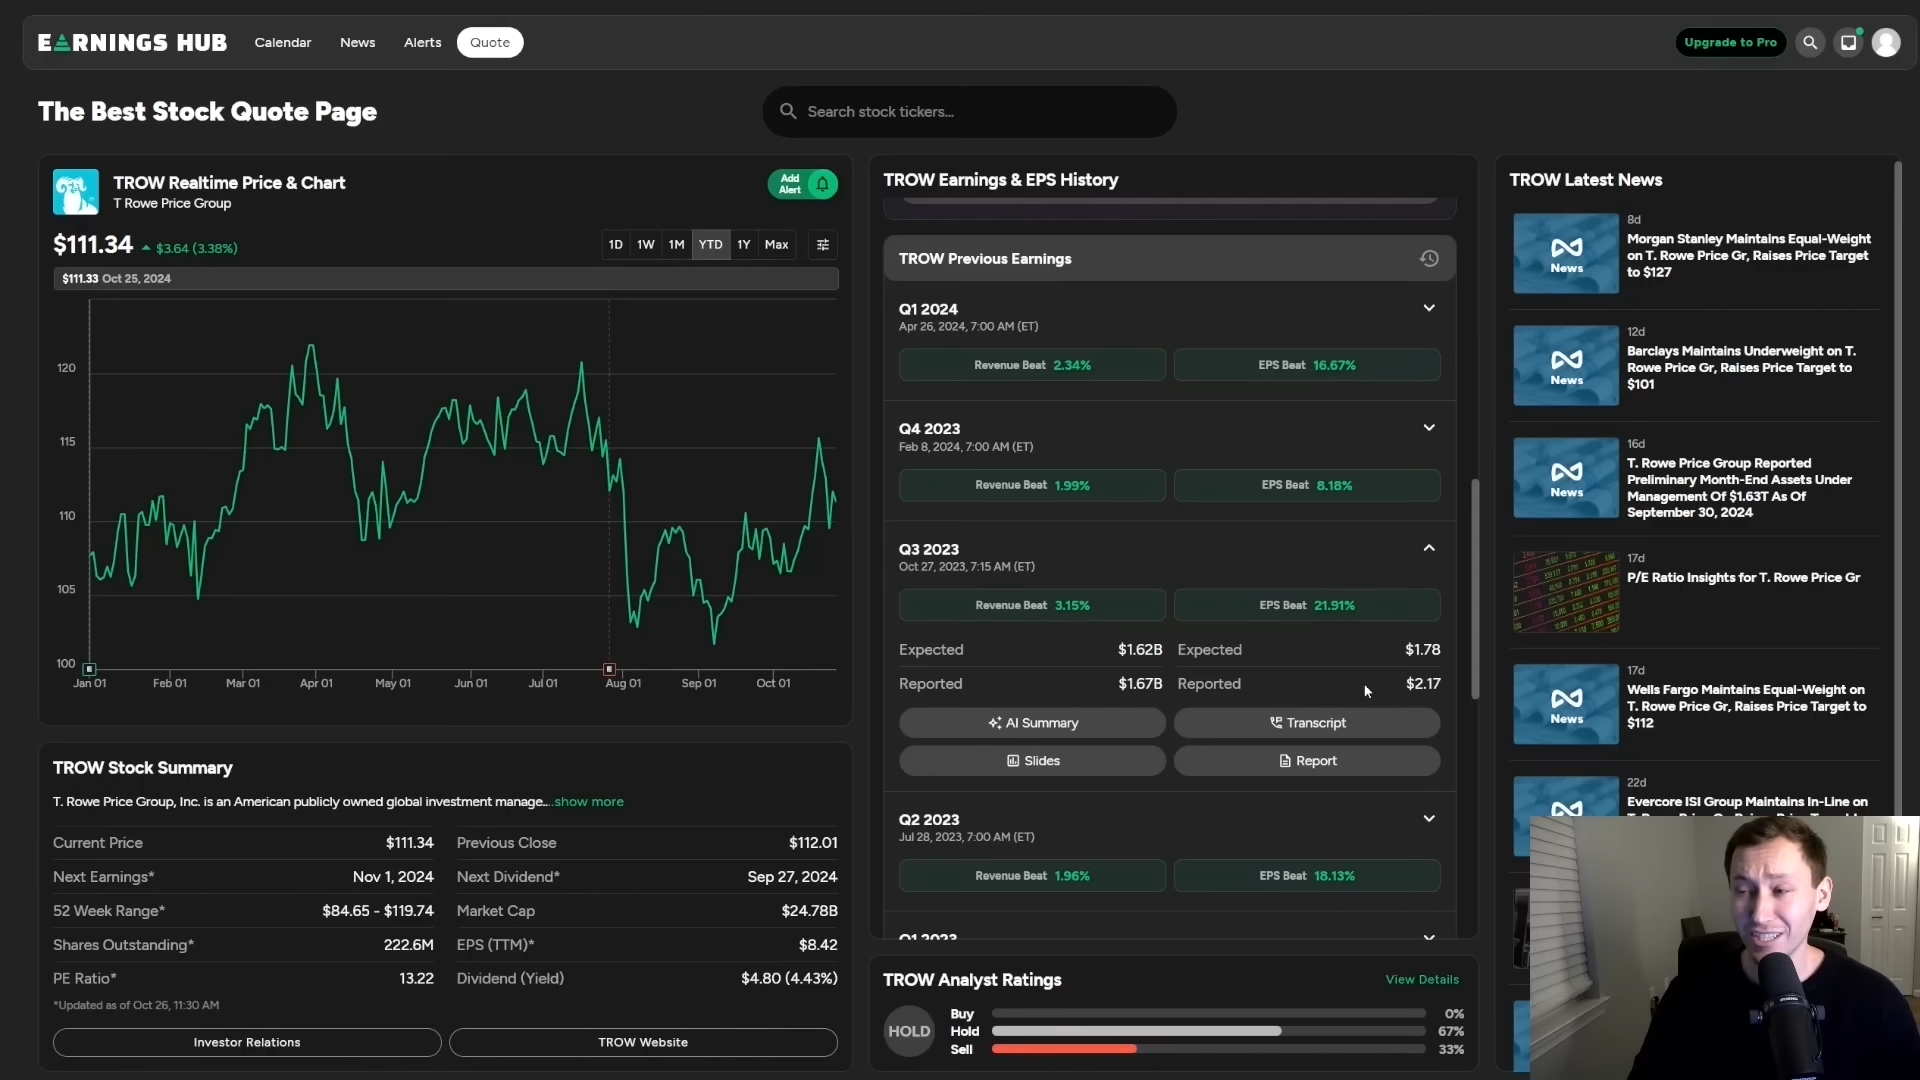 EARNINGS HUB
Calendar
News
Alerts
Quote
Upgrade to Pro
The Best Stock Quote Page
Search stock tickers...
TROW Realtime Price & Chart
T Rowe Price Group
Add
Alert
$111.34
$3.64 (3.38%)
1D
1W
1M
YTD
1Y
Max
$111.33 Oct 25, 2024
120
115
110
105
100
Jan 01
Feb 01
Mar 01
Apr 01
May 01
Jun 01
Jul 01
Aug 01
Sep 01
Oct 01
TROW Stock Summary
T. Rowe Price Group, Inc. is an American publicly owned global investment manage...show more
Current Price $111.34
Previous Close $112.01
Next Earnings* Nov 1, 2024
Next Dividend* Sep 27, 2024
52 Week Range* $84.65 - $119.74
Market Cap $24.78B
Shares Outstanding* 222.6M
EPS (TTM)* $8.42
PE Ratio* 13.22
Dividend (Yield) $4.80 (4.43%)
*Updated as of Oct 26, 11:30 AM
Investor Relations
TROW Website
TROW Earnings & EPS History
TROW Previous Earnings
Q1 2024
Apr 26, 2024, 7:00 AM (ET)
Revenue Beat 2.34%
EPS Beat 16.67%
Q4 2023
Feb 8, 2024, 7:00 AM (ET)
Revenue Beat 1.99%
EPS Beat 8.18%
Q3 2023
Oct 27, 2023, 7:15 AM (ET)
Revenue Beat 3.15%
EPS Beat 21.91%
Expected $1.62B
Expected $1.78
Reported $1.67B
Reported $2.17
AI Summary
Transcript
Slides
Report
Q2 2023
Jul 28, 2023, 7:00 AM (ET)
Revenue Beat 1.96%
EPS Beat 18.13%
Q1 2023
TROW Analyst Ratings
View Details
HOLD
Buy 0%
Hold 67%
Sell 33%
TROW Latest News
News
8d
Morgan Stanley Maintains Equal-Weight
on T. Rowe Price Gr, Raises Price Target
to $127
News
12d
Barclays Maintains Underweight on T.
Rowe Price Gr, Raises Price Target to
$101
News
16d
T. Rowe Price Group Reported
Preliminary Month-End Assets Under
Management Of $1.63T As Of
September 30, 2024
17d
P/E Ratio Insights for T. Rowe Price Gr
News
17d
Wells Fargo Maintains Equal-Weight on
T. Rowe Price Gr, Raises Price Target to
$112
22d
Evercore ISI Group Maintains In-Line on